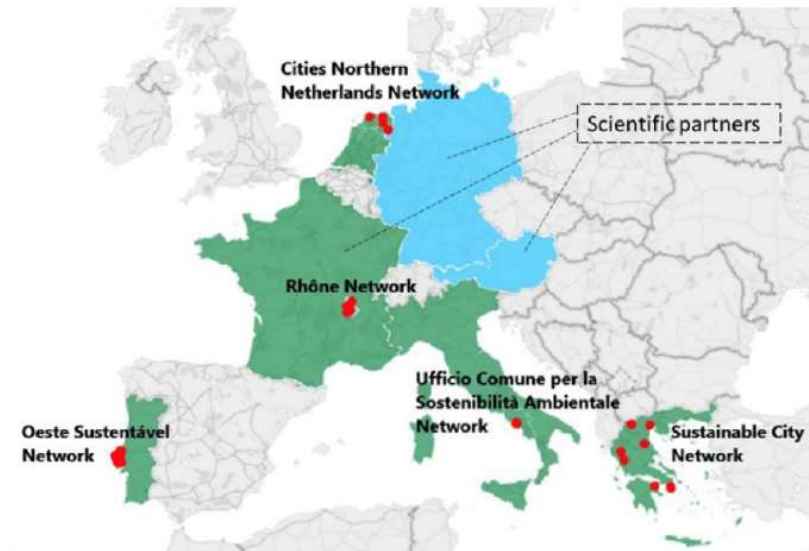 Cities Northern
Netherlands Network
Scientific partners
Rhône Network
Ufficio Comune per la
Sostenibilità Ambientale
Network
Oeste Sustentável
Network
Sustainable City
Network